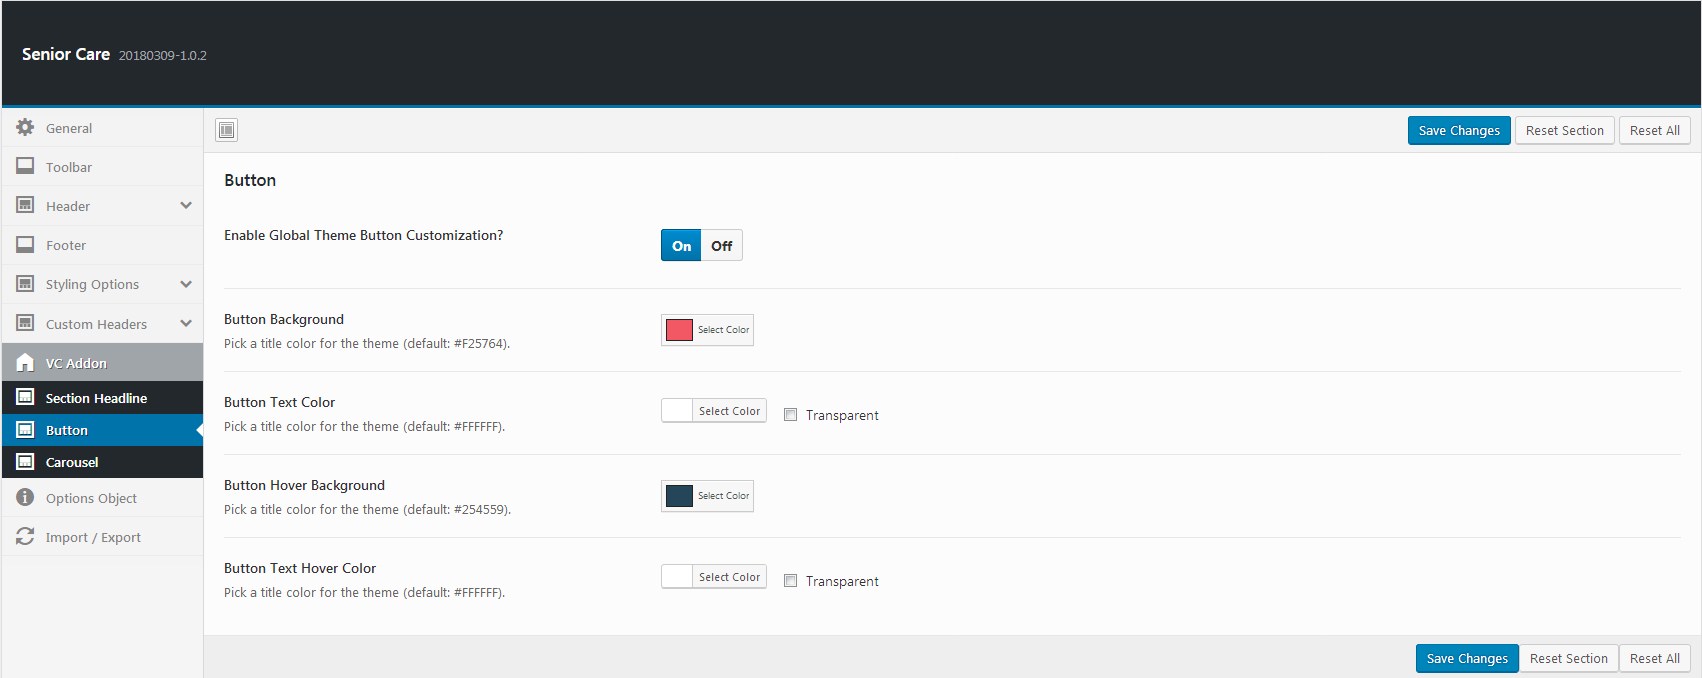 Senior Care 20180309-1.0.2
General
Toolbar
Header
Footer
Styling Options
Custom Headers
VC Addon
Section Headline
Button
Carousel
Options Object
Import / Export
Save Changes Reset Section Reset All
Button
Enable Global Theme Button Customization?
On Off
Button Background
Pick a title color for the theme (default: #F25764).
Select Color
Button Text Color
Pick a title color for the theme (default: #FFFFFF).
Select Color Transparent
Button Hover Background
Pick a title color for the theme (default: #254559).
Select Color
Button Text Hover Color
Pick a title color for the theme (default: #FFFFFF).
Select Color Transparent
Save Changes Reset Section Reset All